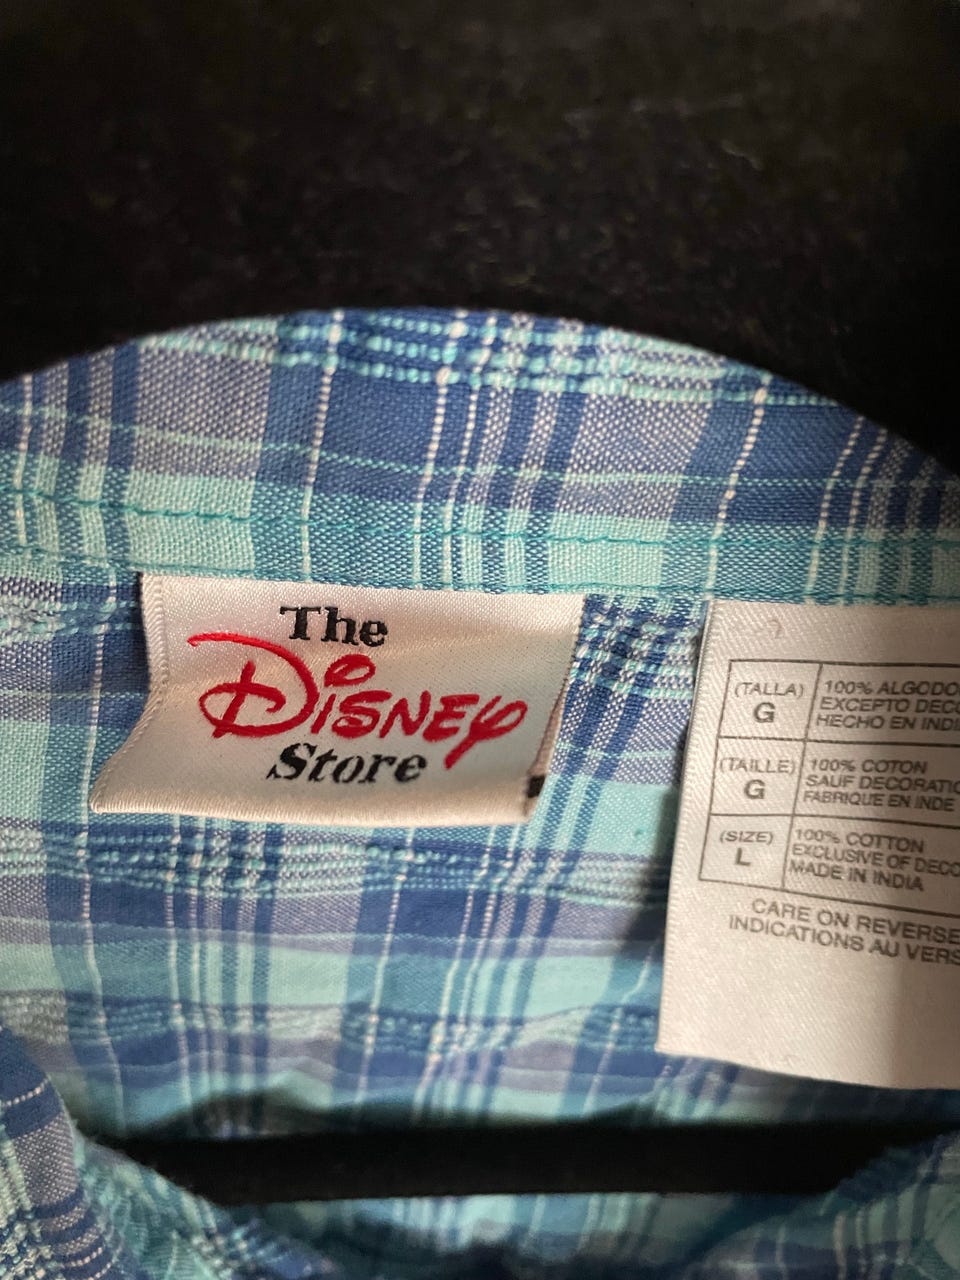 The
Disney
Store
(TALLA)
G
100% ALGODO
EXCEPTO DECO
HECHO EN INDI
(TAILLE)
G
100% COTON
SAUF DECORATIO
FABRIQUE EN INDE
(SIZE)
L
100% COTTON
EXCLUSIVE OF DECO
MADE IN INDIA
CARE ON REVERSE
INDICATIONS AU VERS